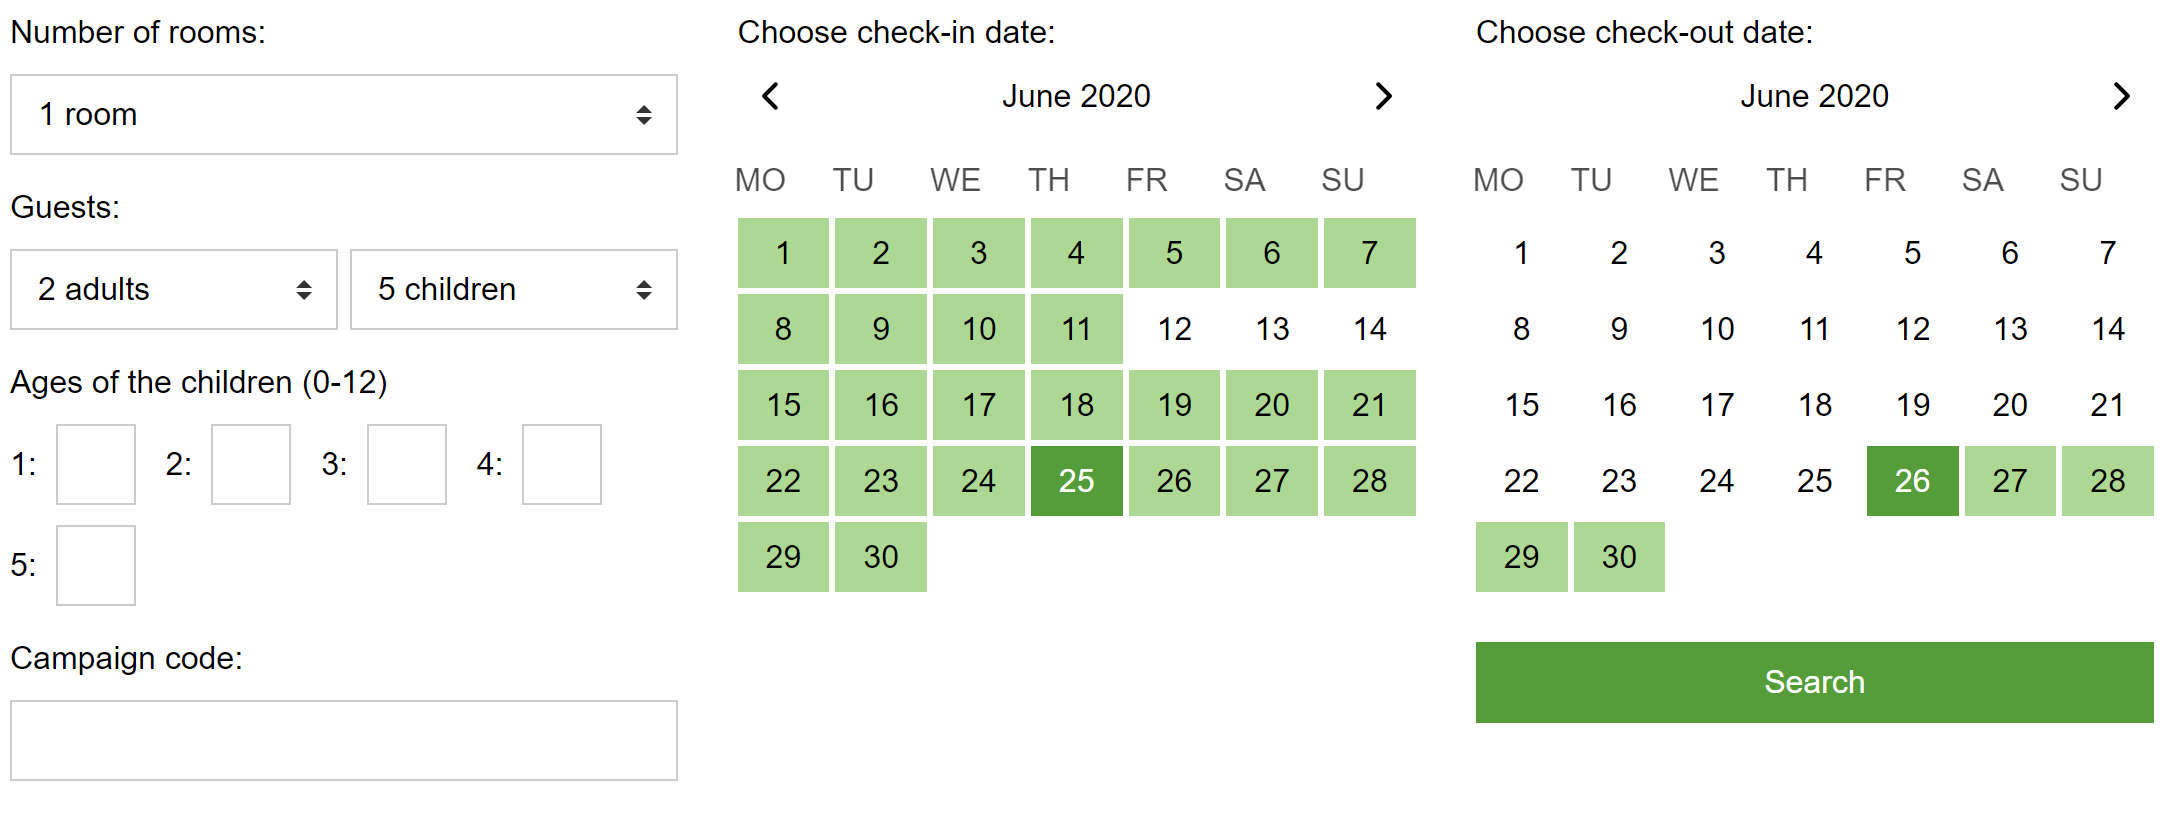 Number of rooms:
1 room
Guests:
2 adults 5 children
Ages of the children (0-12)
1: 2: 3: 4:
5:
Campaign code:
Choose check-in date:
June 2020
MO TU WE TH FR SA SU
1 2 3 4 5 6 7
8 9 10 11 12 13 14
15 16 17 18 19 20 21
22 23 24 25 26 27 28
29 30
Choose check-out date:
June 2020
MO TU WE TH FR SA SU
1 2 3 4 5 6 7
8 9 10 11 12 13 14
15 16 17 18 19 20 21
22 23 24 25 26 27 28
29 30
Search